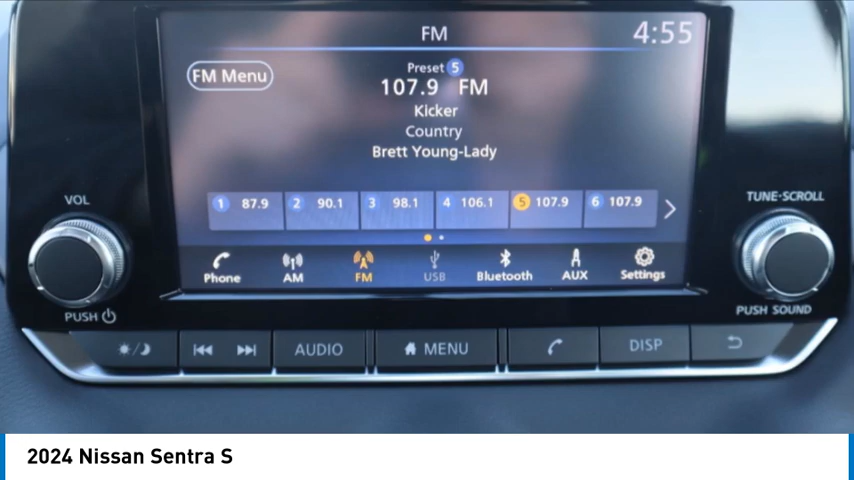 FM
4:55
FM Menu
Preset 5
107.9 FM
Kicker
Country
Brett Young-Lady
1 87.9 2 90.1 3 98.1 4 106.1 5 107.9 6 107.9
Phone AM FM USB Bluetooth AUX Settings
VOL
PUSH
TUNE·SCROLL
PUSH SOUND
AUDIO MENU DISP
2024 Nissan Sentra S